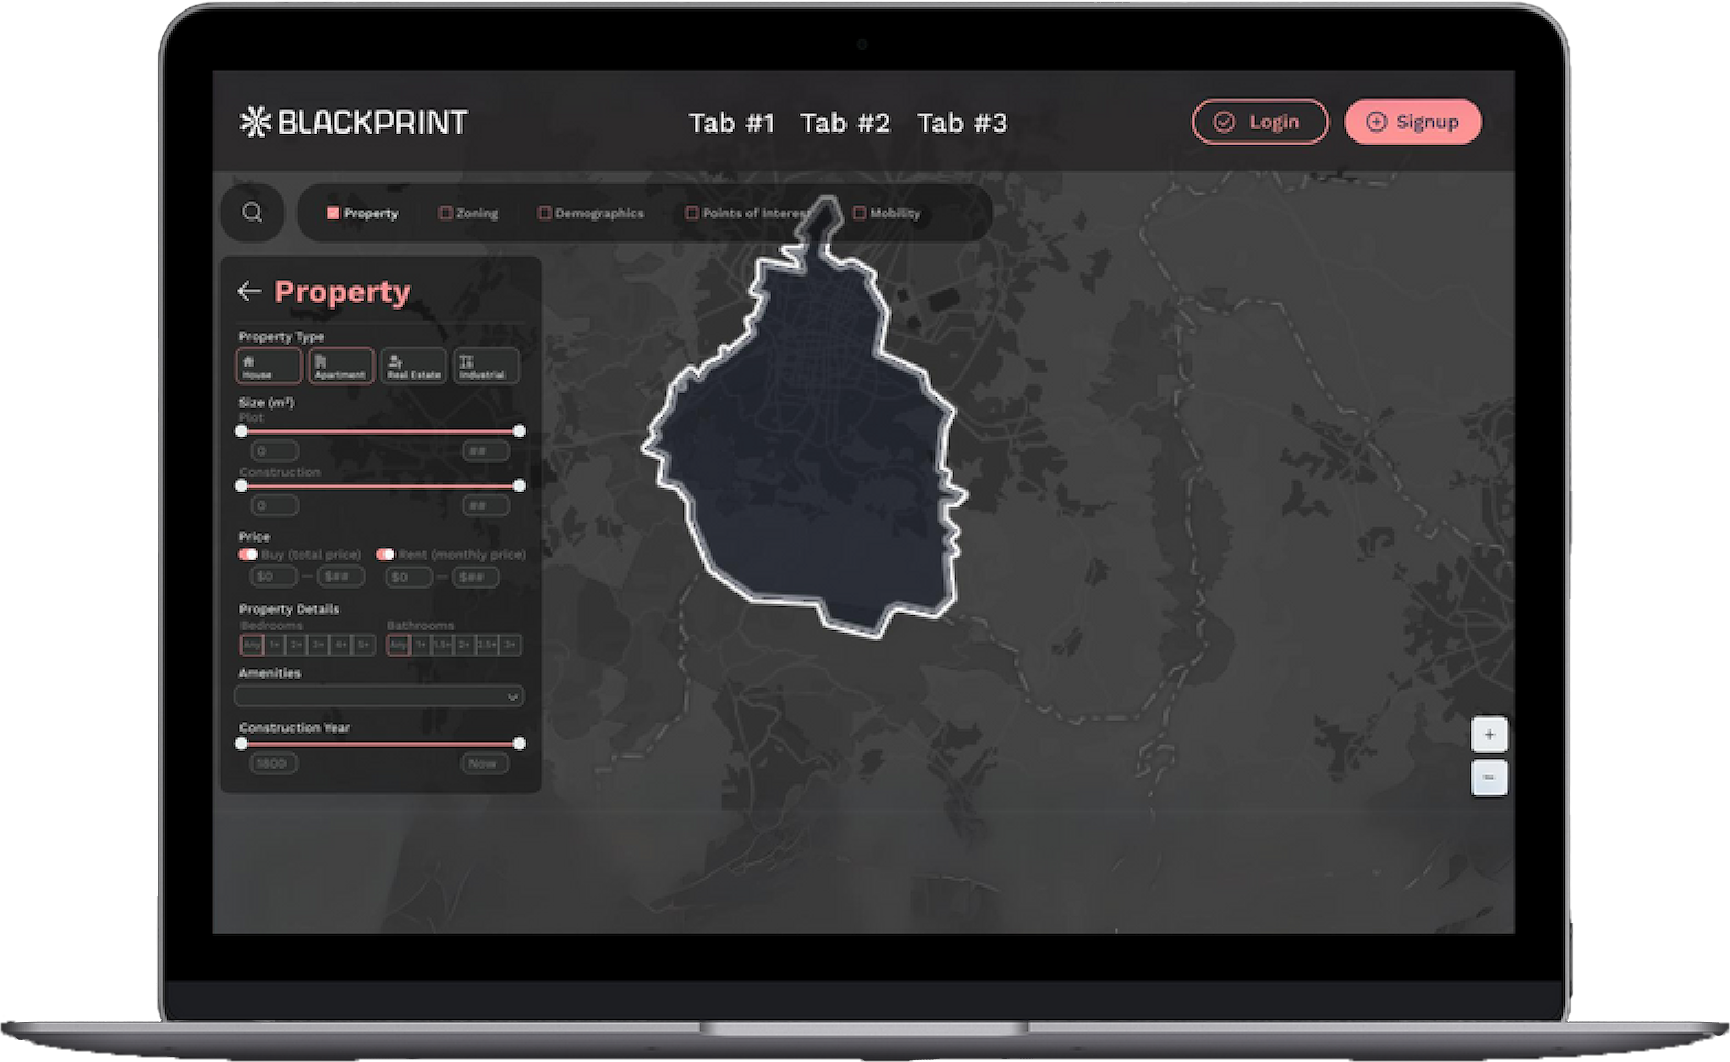 BLACKPRINT
Tab #1 Tab #2 Tab #3
Login
Signup
Property
Zoning
Demographics
Points of Interest
Mobility
Property
Property Type
House
Apartment
Real Estate
Industrial
Size (m²)
Plot
0 ##
Construction
0 ##
Price
Buy (total price) Rent (monthly price)
$0 — $## $0 — $##
Property Details
Bedrooms Bathrooms
Any 1+ 2+ 3+ 4+ 5+ Any 1+ 1.5+ 2+ 2.5+ 3+
Amenities
Construction Year
1800 Now
+
-